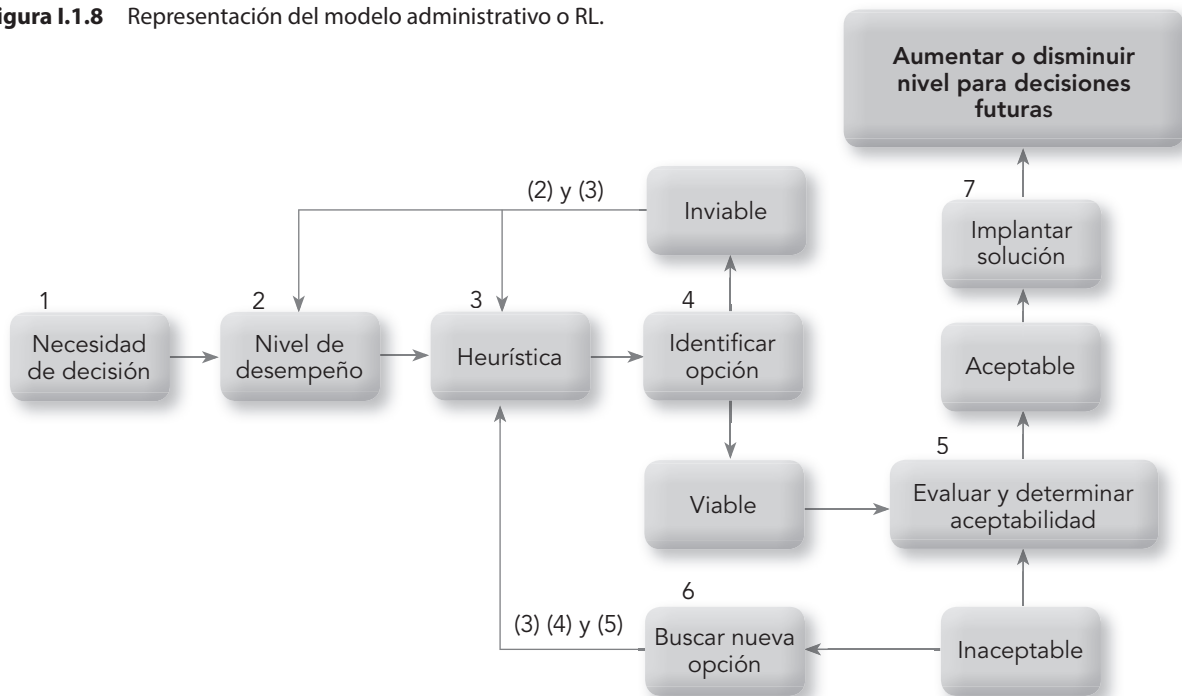 igura I.1.8 Representación del modelo administrativo o RL.
Aumentar o disminuir
nivel para decisiones
futuras
7
Implantar
solución
(2) y (3)
Inviable
1
Necesidad
de decisión
2
Nivel de
desempeño
3
Heurística
4
Identificar
opción
Aceptable
5
Evaluar y determinar
aceptabilidad
Viable
6
Buscar nueva
opción
(3) (4) y (5)
Inaceptable